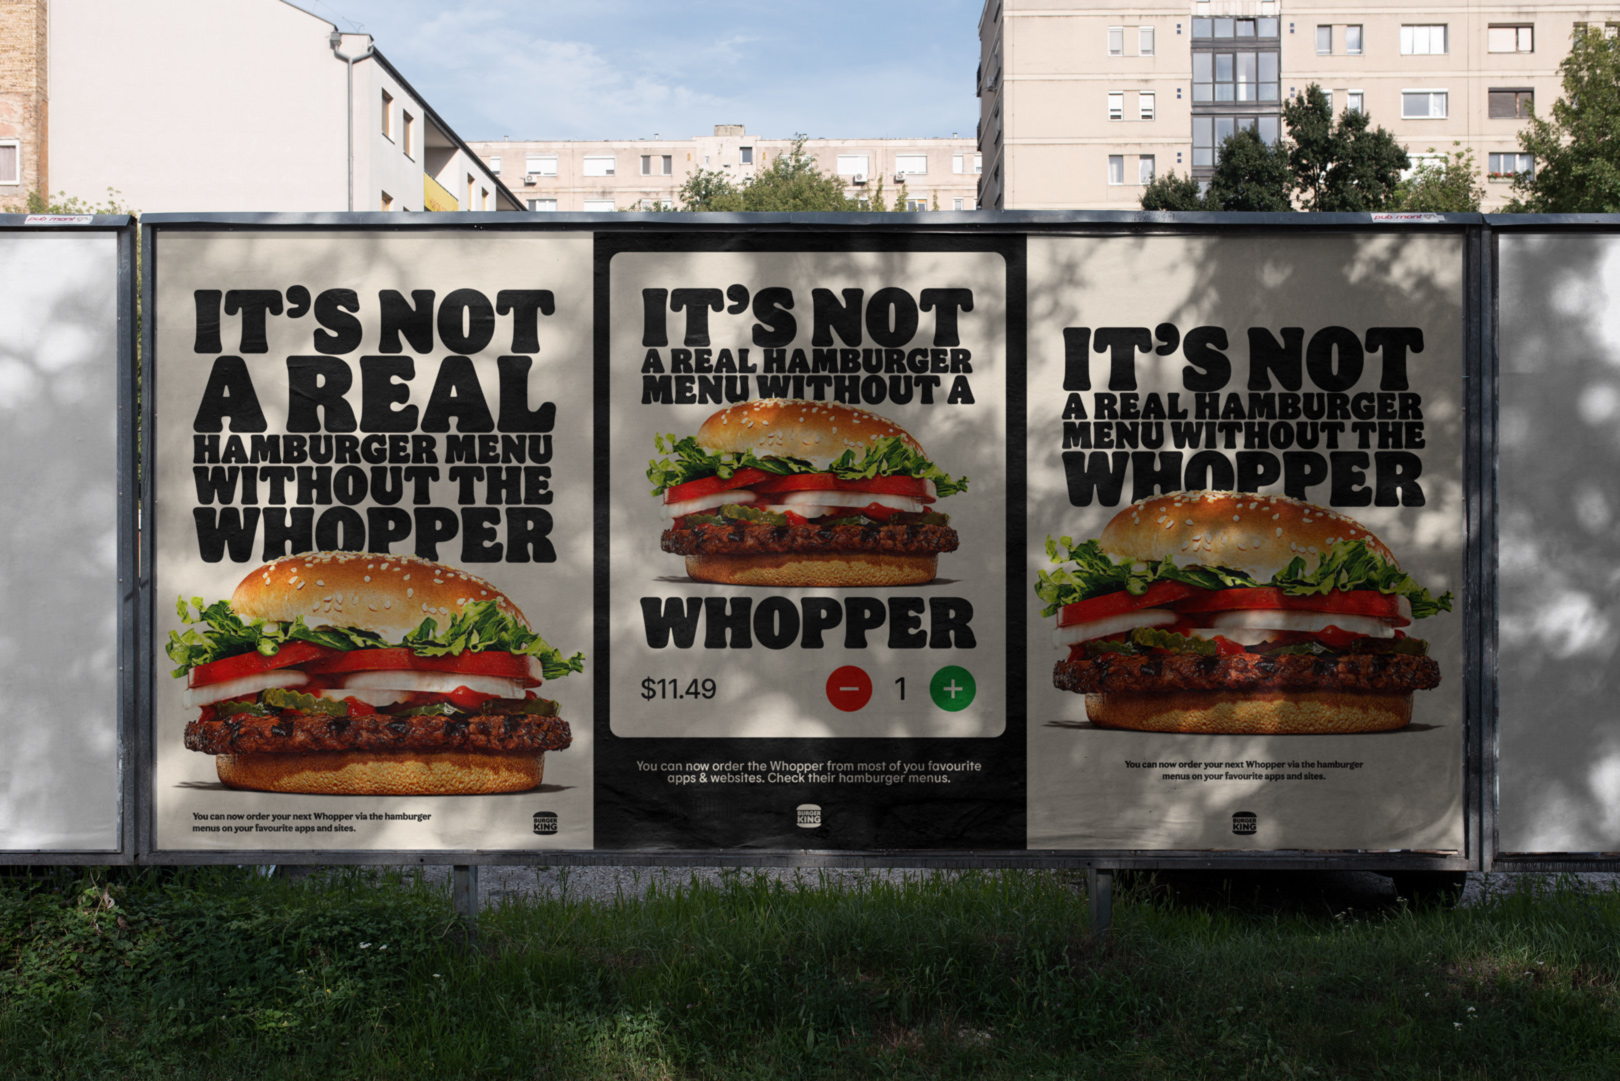 pubmont
pubmont
IT'S NOT
A REAL
HAMBURGER MENU
WITHOUT THE
WHOPPER
You can now order your next Whopper via the hamburger
menus on your favourite apps and sites.
BURGER
KING
IT'S NOT
A REAL HAMBURGER
MENU WITHOUT A
WHOPPER
$11.49
− 1 +
You can now order the Whopper from most of you favourite
apps & websites. Check their hamburger menus.
BURGER
KING
IT'S NOT
A REAL HAMBURGER
MENU WITHOUT THE
WHOPPER
You can now order your next Whopper via the hamburger
menus on your favourite apps and sites.
BURGER
KING